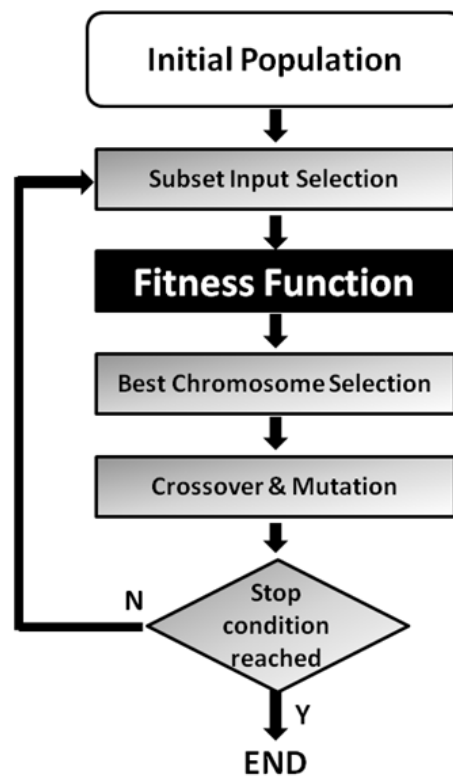 Initial Population
Subset Input Selection
Fitness Function
Best Chromosome Selection
Crossover & Mutation
Stop
condition
reached
N
Y
END